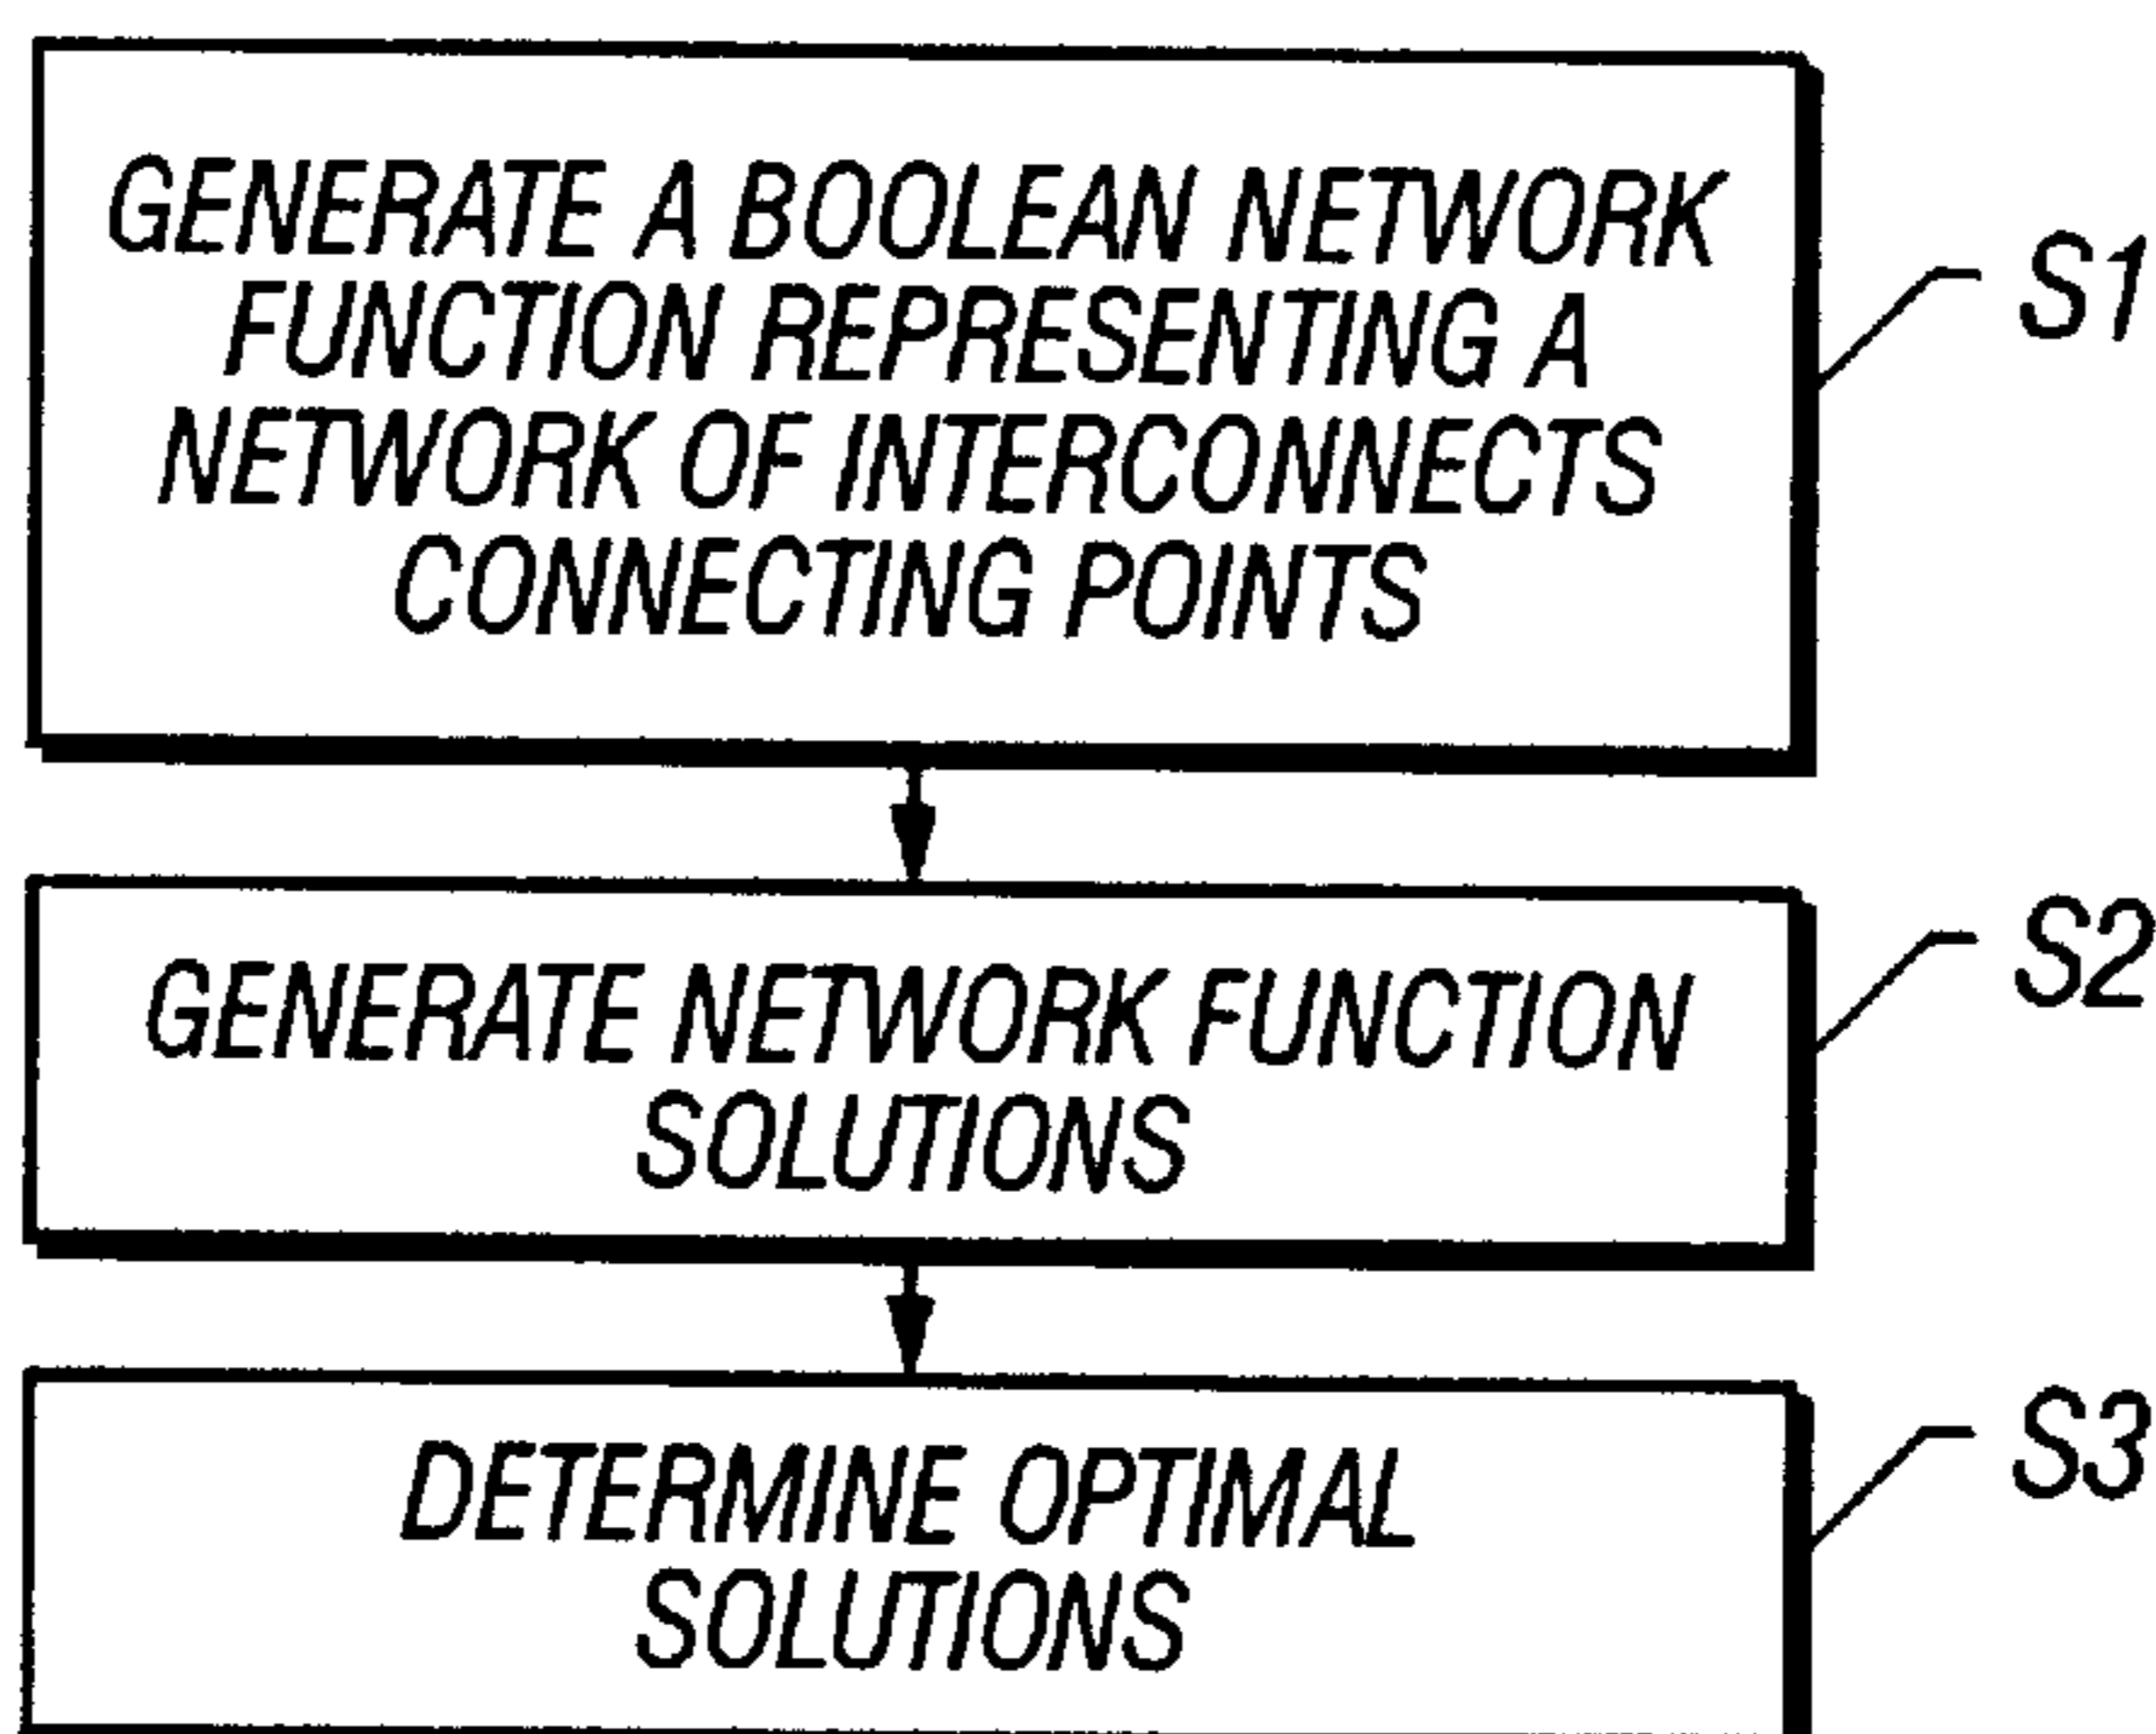 GENERATE A BOOLEAN NETWORK
FUNCTION REPRESENTING A
NETWORK OF INTERCONNECTS
CONNECTING POINTS
S1
GENERATE NETWORK FUNCTION
SOLUTIONS
S2
DETERMINE OPTIMAL
SOLUTIONS
S3